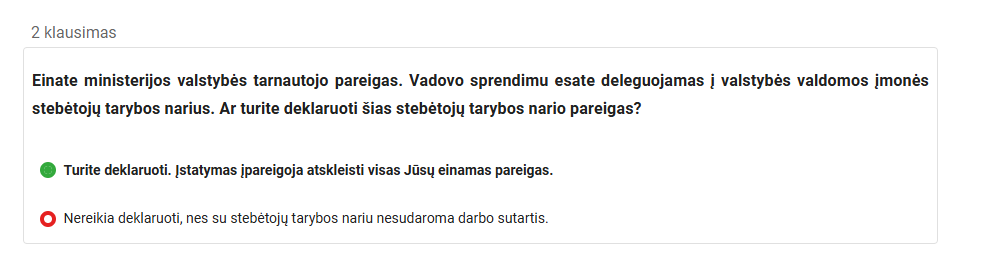 2 klausimas
Einate ministerijos valstybės tarnautojo pareigas. Vadovo sprendimu esate deleguojamas į valstybės valdomos įmonės
stebėtojų tarybos narius. Ar turite deklaruoti šias stebėtojų tarybos nario pareigas?
Turite deklaruoti. Įstatymas įpareigoja atskleisti visas Jūsų einamas pareigas.
Nereikia deklaruoti, nes su stebėtojų tarybos nariu nesudaroma darbo sutartis.